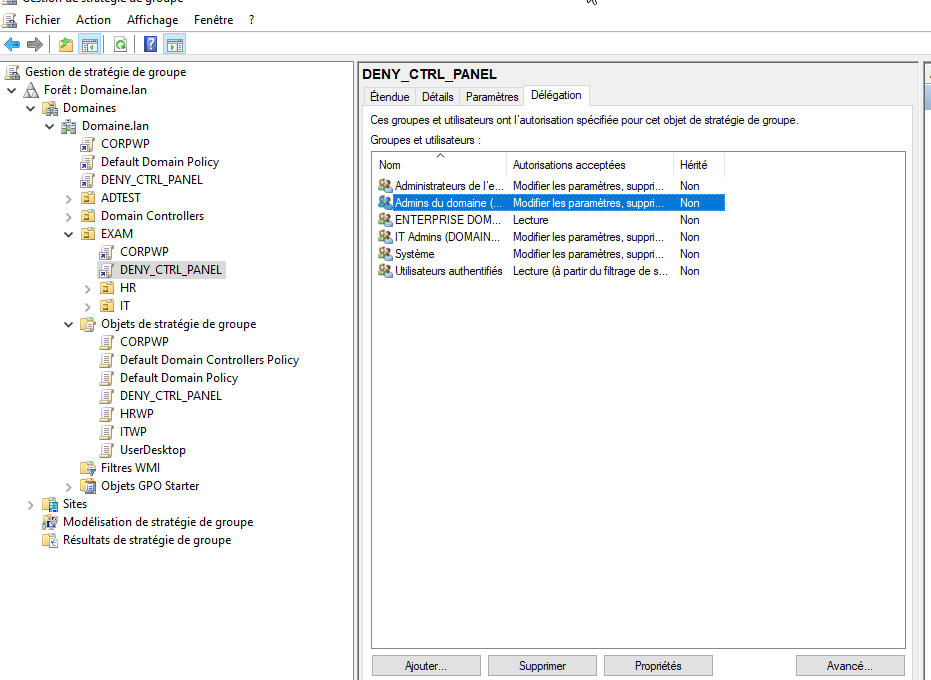 Gestion de stratégie de groupe
Fichier Action Affichage Fenêtre ?
Gestion de stratégie de groupe
Forêt : Domaine.lan
Domaines
Domaine.lan
CORPWP
Default Domain Policy
DENY_CTRL_PANEL
ADTEST
Domain Controllers
EXAM
CORPWP
DENY_CTRL_PANEL
HR
IT
Objets de stratégie de groupe
CORPWP
Default Domain Controllers Policy
Default Domain Policy
DENY_CTRL_PANEL
HRWP
ITWP
UserDesktop
Filtres WMI
Objets GPO Starter
Sites
Modélisation de stratégie de groupe
Résultats de stratégie de groupe
DENY_CTRL_PANEL
Étendue Détails Paramètres Délégation
Ces groupes et utilisateurs ont l'autorisation spécifiée pour cet objet de stratégie de groupe.
Groupes et utilisateurs :
Nom Autorisations acceptées Hérité
Administrateurs de l'e... Modifier les paramètres, suppri... Non
Admins du domaine (... Modifier les paramètres, suppri... Non
ENTERPRISE DOM... Lecture Non
IT Admins (DOMAIN... Modifier les paramètres, suppri... Non
Système Modifier les paramètres, suppri... Non
Utilisateurs authentifiés Lecture (à partir du filtrage de s... Non
Ajouter... Supprimer Propriétés Avancé...